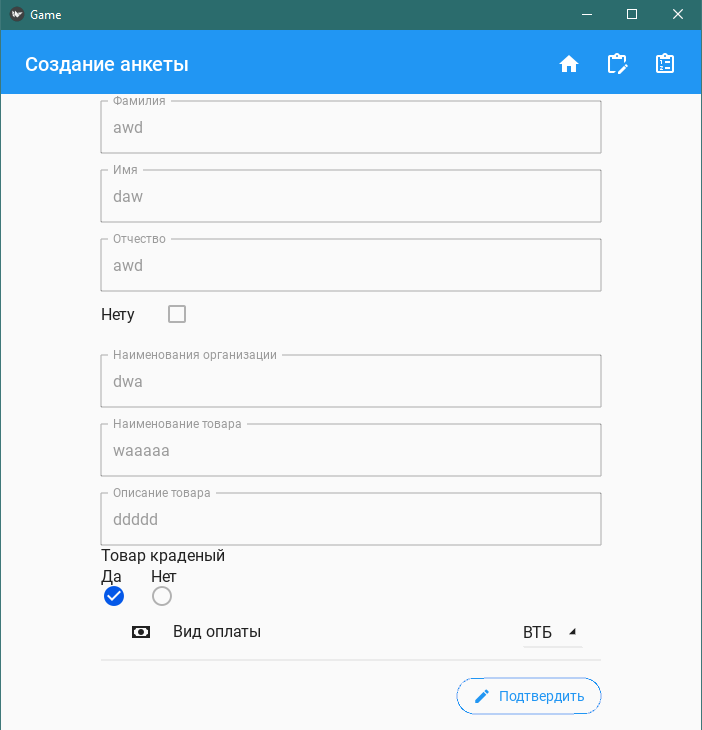 Game
Создание анкеты
Фамилия
awd
Имя
daw
Отчество
awd
Нету
Наименования организации
dwa
Наименование товара
waaaaa
Описание товара
ddddd
Товар краденый
Да Нет
Вид оплаты ВТБ
Подтвердить